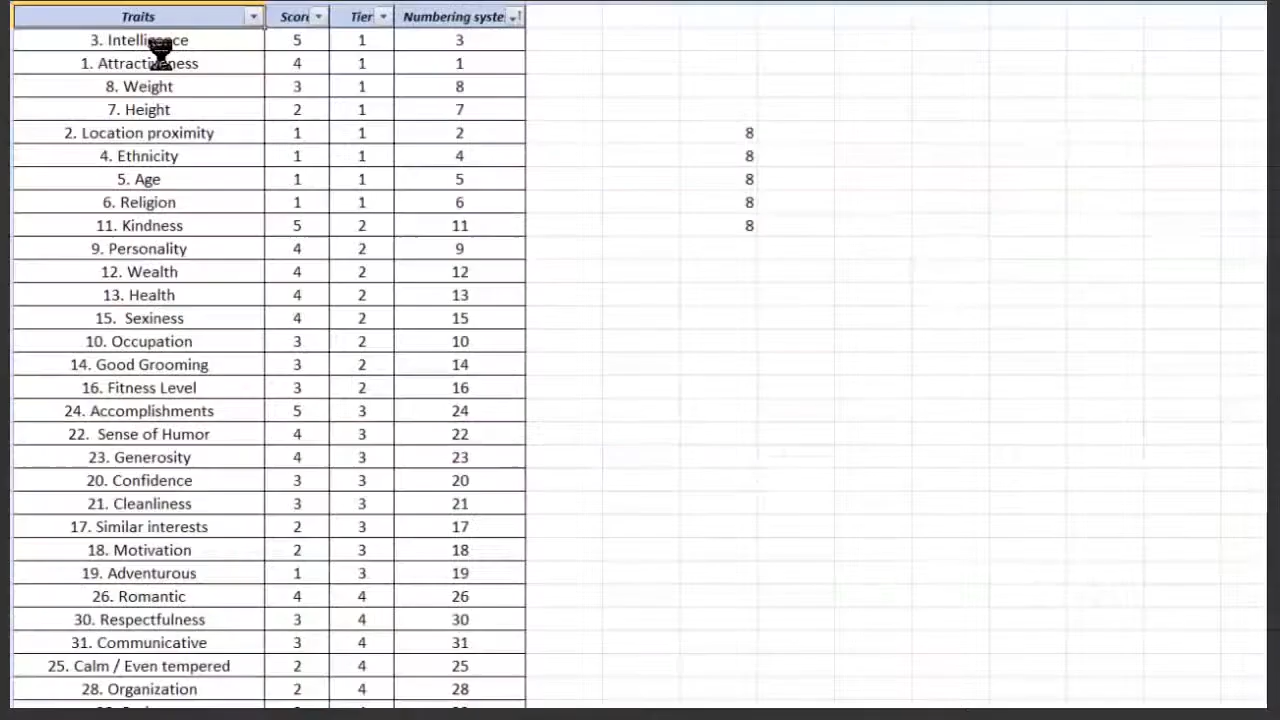 Traits Score Tier Numbering syste
3. Intelligence 5 1 3
1. Attractiveness 4 1 1
8. Weight 3 1 8
7. Height 2 1 7
2. Location proximity 1 1 2 8
4. Ethnicity 1 1 4 8
5. Age 1 1 5 8
6. Religion 1 1 6 8
11. Kindness 5 2 11 8
9. Personality 4 2 9
12. Wealth 4 2 12
13. Health 4 2 13
15. Sexiness 4 2 15
10. Occupation 3 2 10
14. Good Grooming 3 2 14
16. Fitness Level 3 2 16
24. Accomplishments 5 3 24
22. Sense of Humor 4 3 22
23. Generosity 4 3 23
20. Confidence 3 3 20
21. Cleanliness 3 3 21
17. Similar interests 2 3 17
18. Motivation 2 3 18
19. Adventurous 1 3 19
26. Romantic 4 4 26
30. Respectfulness 3 4 30
31. Communicative 3 4 31
25. Calm / Even tempered 2 4 25
28. Organization 2 4 28